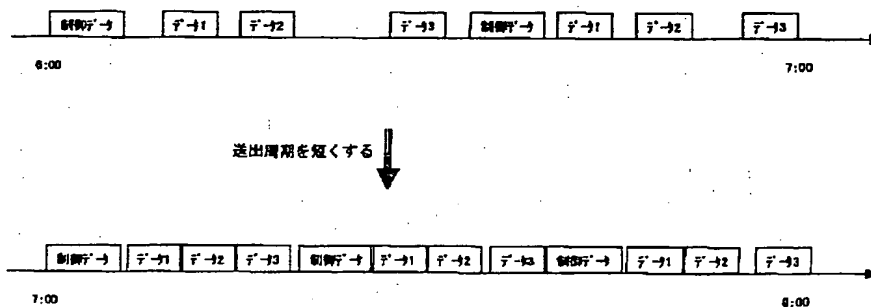 制御データ データ1 データ2 データ3 制御データ データ1 データ2 データ3
6:00 7:00
送出周期を短くする
制御データ データ1 データ2 データ3 制御データ データ1 データ2 データ3 制御データ データ1 データ2 データ3
7:00 8:00